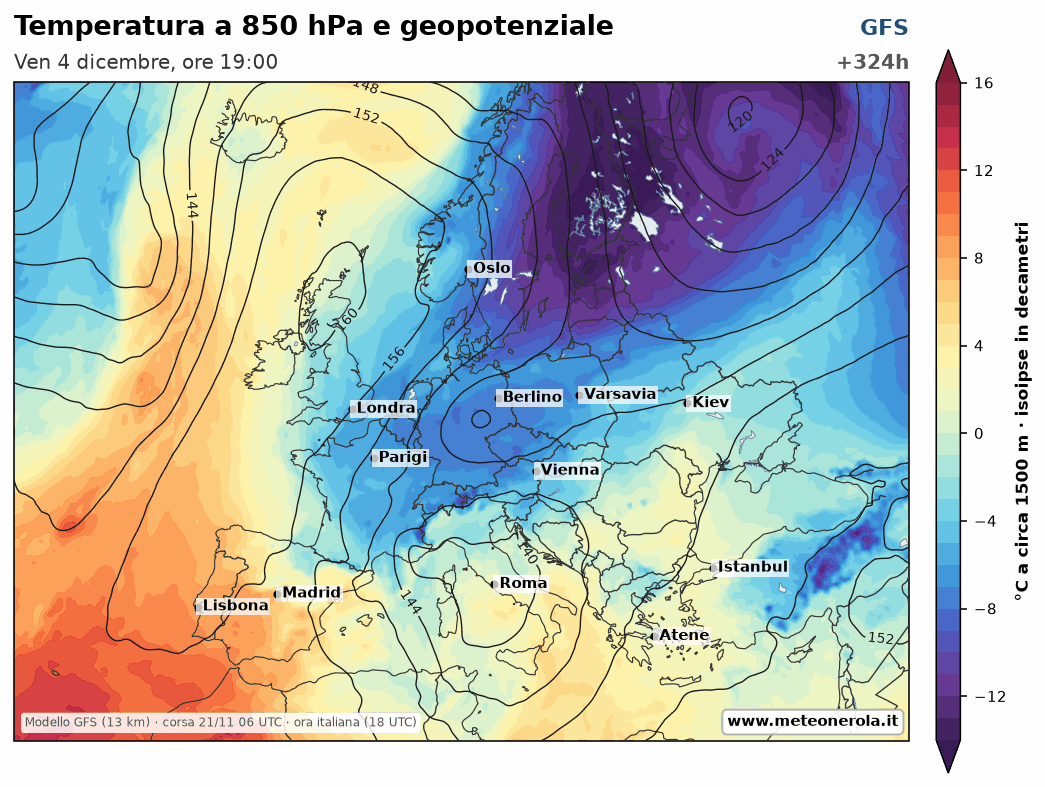 Temperatura a 850 hPa e geopotenziale
GFS
Ven 4 dicembre, ore 19:00
+324h
148
152
120
124
144
Oslo
160
156
Berlino
Varsavia
Londra
Kiev
Parigi
Vienna
140
Istanbul
Roma
Madrid
Lisbona
144
Atene
152
0
Modello GFS (13 km) · corsa 21/11 06 UTC · ora italiana (18 UTC)
www.meteonerola.it
16
12
8
4
0
−4
−8
−12
°C a circa 1500 m · isoipse in decametri